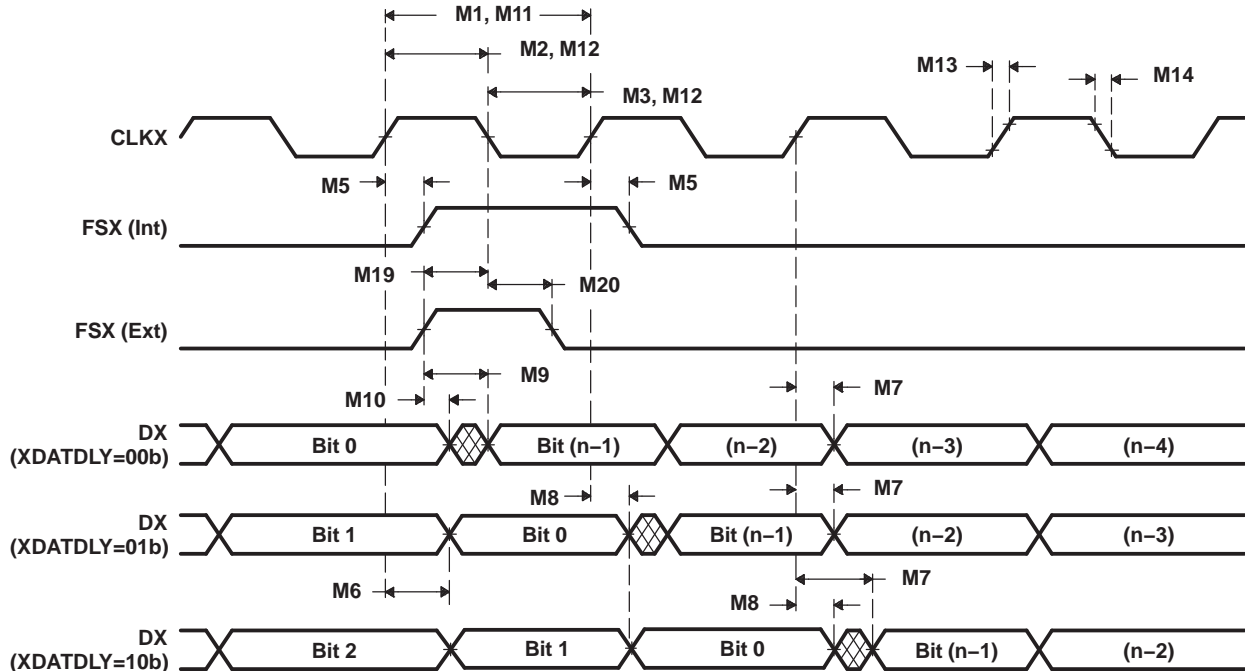 M1, M11
M2, M12
M13
M14
M3, M12
CLKX
M5
M5
FSX (Int)
M19
M20
FSX (Ext)
M9
M7
M10
DX
(XDATDLY=00b)
Bit 0
Bit (n−1)
(n−2)
(n−3)
(n−4)
M8
M7
DX
(XDATDLY=01b)
Bit 1
Bit 0
Bit (n−1)
(n−2)
(n−3)
M6
M7
M8
DX
(XDATDLY=10b)
Bit 2
Bit 1
Bit 0
Bit (n−1)
(n−2)